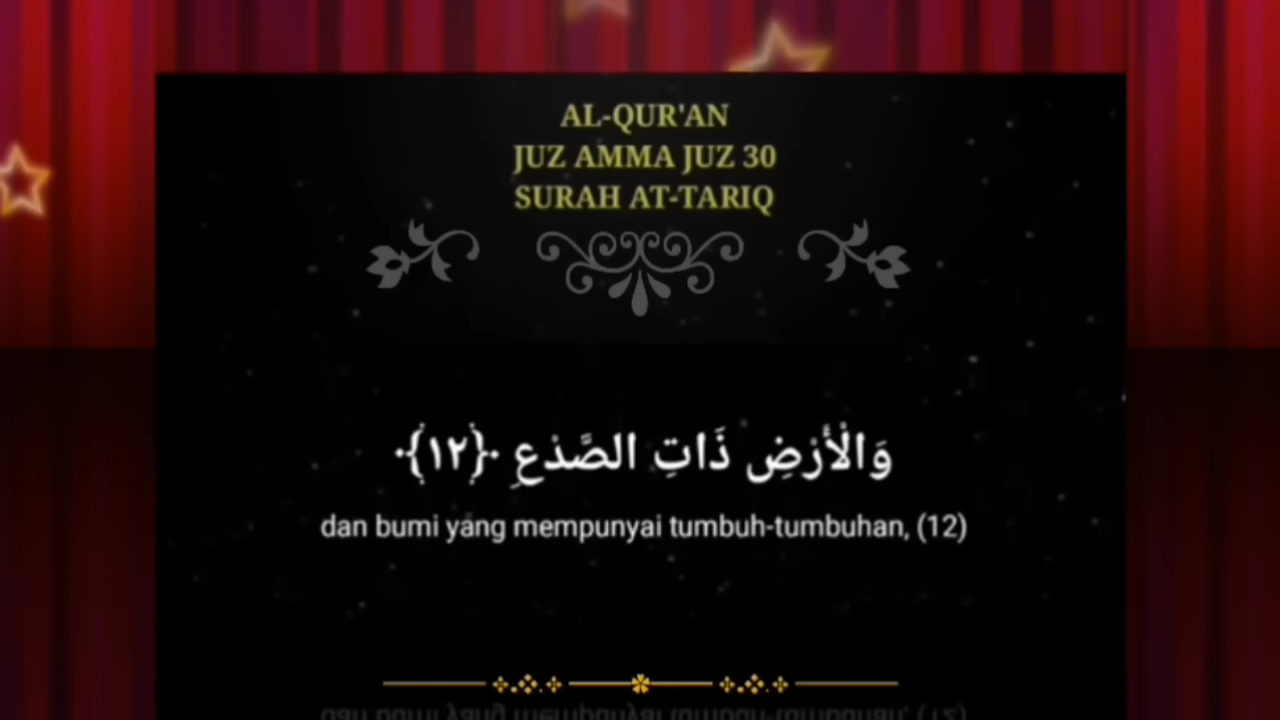 AL-QUR'AN
JUZ AMMA JUZ 30
SURAH AT-TARIQ
وَالْأَرْضِ ذَاتِ الصَّدْعِ ﴿١٢﴾
dan bumi yang mempunyai tumbuh-tumbuhan, (12)